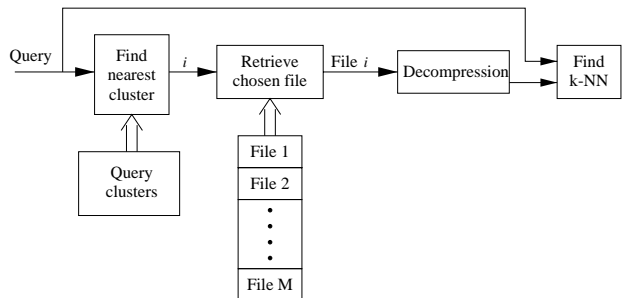 Query
Find
nearest
cluster
i
Retrieve
chosen file
File i
Decompression
Find
k-NN
Query
clusters
File 1
File 2
File M